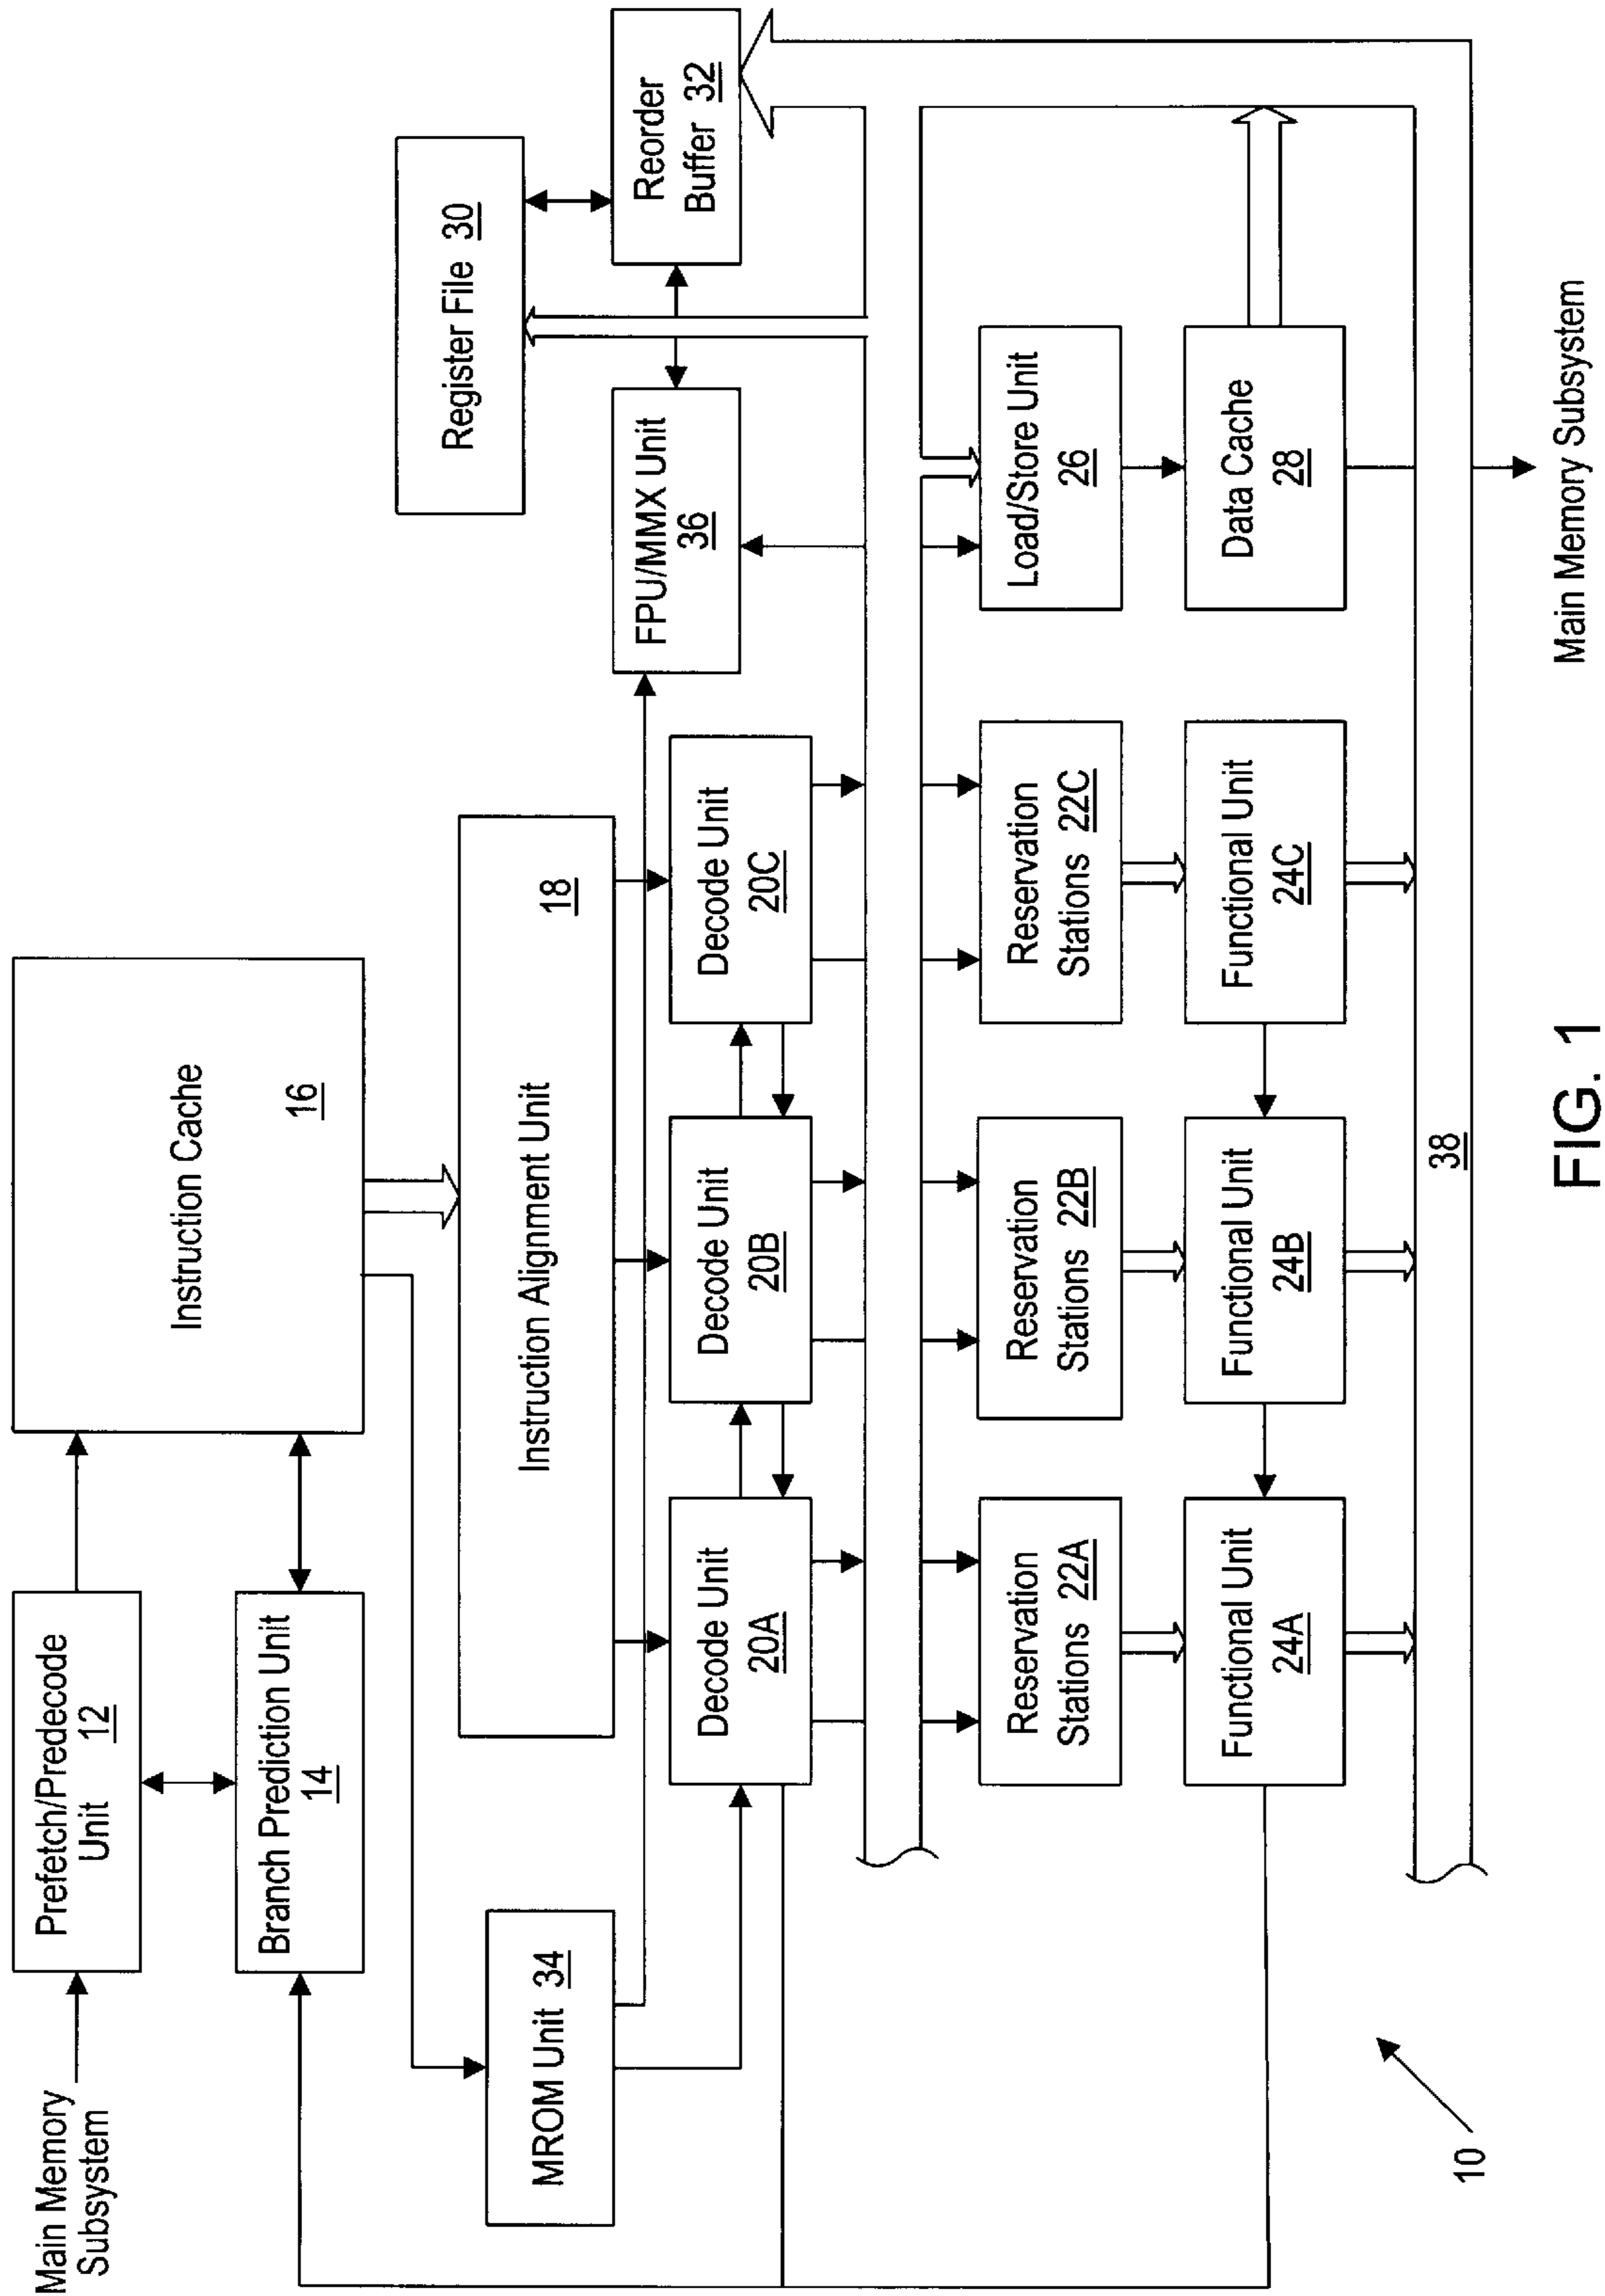 Main Memory
Subsystem
Prefetch/Predecode
Unit 12
Branch Prediction Unit
14
Instruction Cache
16
MROM Unit 34
Instruction Alignment Unit
18
Register File 30
Decode Unit
20A
Decode Unit
20B
Decode Unit
20C
FPU/MMX Unit
36
Reorder
Buffer 32
Reservation
Stations 22A
Reservation
Stations 22B
Reservation
Stations 22C
Load/Store Unit
26
Functional Unit
24A
Functional Unit
24B
Functional Unit
24C
Data Cache
28
38
10
Main Memory Subsystem
FIG. 1